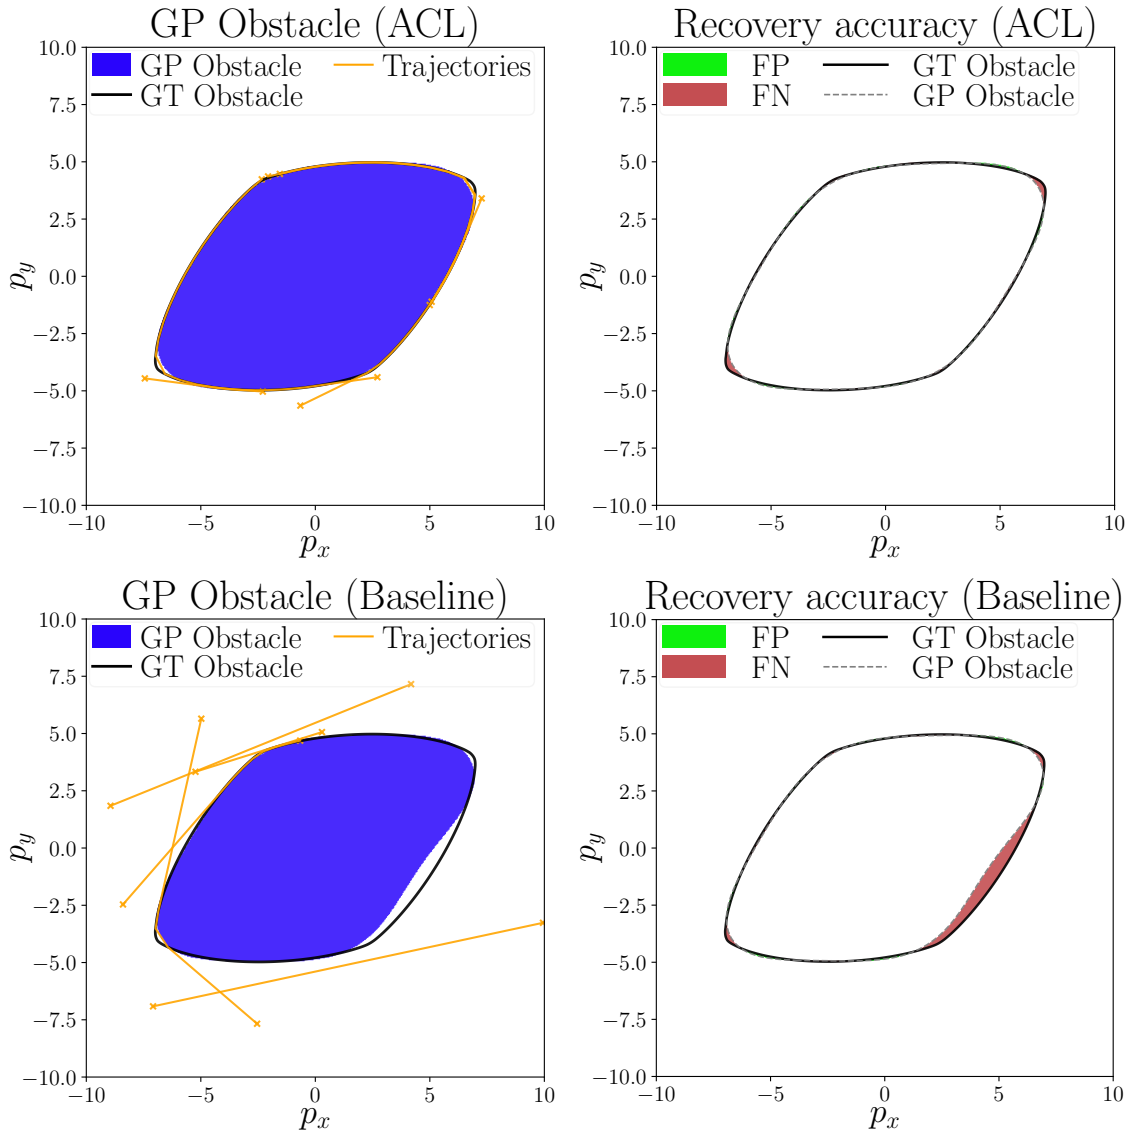 GP Obstacle (ACL)
GP Obstacle
Trajectories
GT Obstacle
10.0
7.5
5.0
2.5
0.0
−2.5
−5.0
−7.5
−10.0
p_y
−10
−5
0
5
10
p_x
Recovery accuracy (ACL)
FP
GT Obstacle
FN
GP Obstacle
10.0
7.5
5.0
2.5
0.0
−2.5
−5.0
−7.5
−10.0
p_y
−10
−5
0
5
10
p_x
GP Obstacle (Baseline)
GP Obstacle
Trajectories
GT Obstacle
10.0
7.5
5.0
2.5
0.0
−2.5
−5.0
−7.5
−10.0
p_y
−10
−5
0
5
10
p_x
Recovery accuracy (Baseline)
FP
GT Obstacle
FN
GP Obstacle
10.0
7.5
5.0
2.5
0.0
−2.5
−5.0
−7.5
−10.0
p_y
−10
−5
0
5
10
p_x